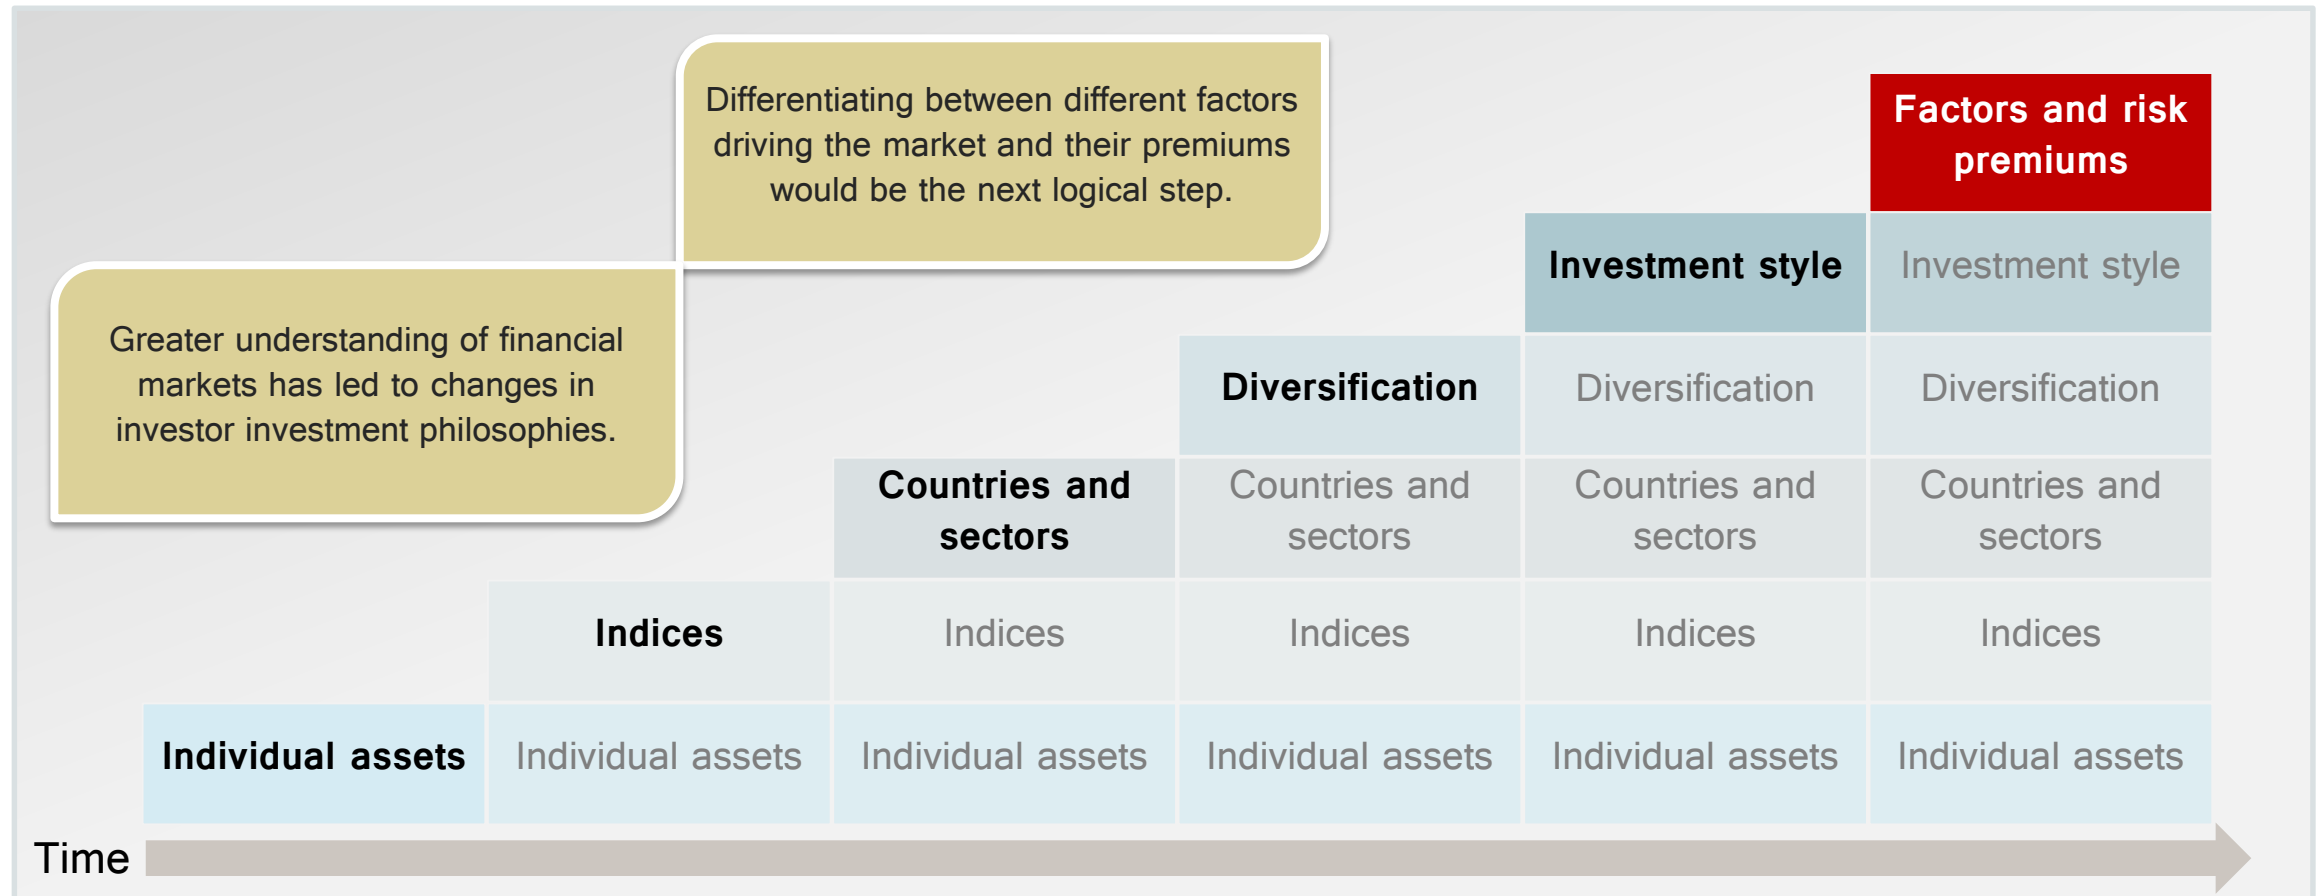 Differentiating between different factors
driving the market and their premiums
would be the next logical step.
Greater understanding of financial
markets has led to changes in
investor investment philosophies.
Factors and risk
premiums
Investment style
Investment style
Diversification
Diversification
Diversification
Countries and
sectors
Countries and
sectors
Countries and
sectors
Countries and
sectors
Indices
Indices
Indices
Indices
Indices
Individual assets
Individual assets
Individual assets
Individual assets
Individual assets
Individual assets
Time